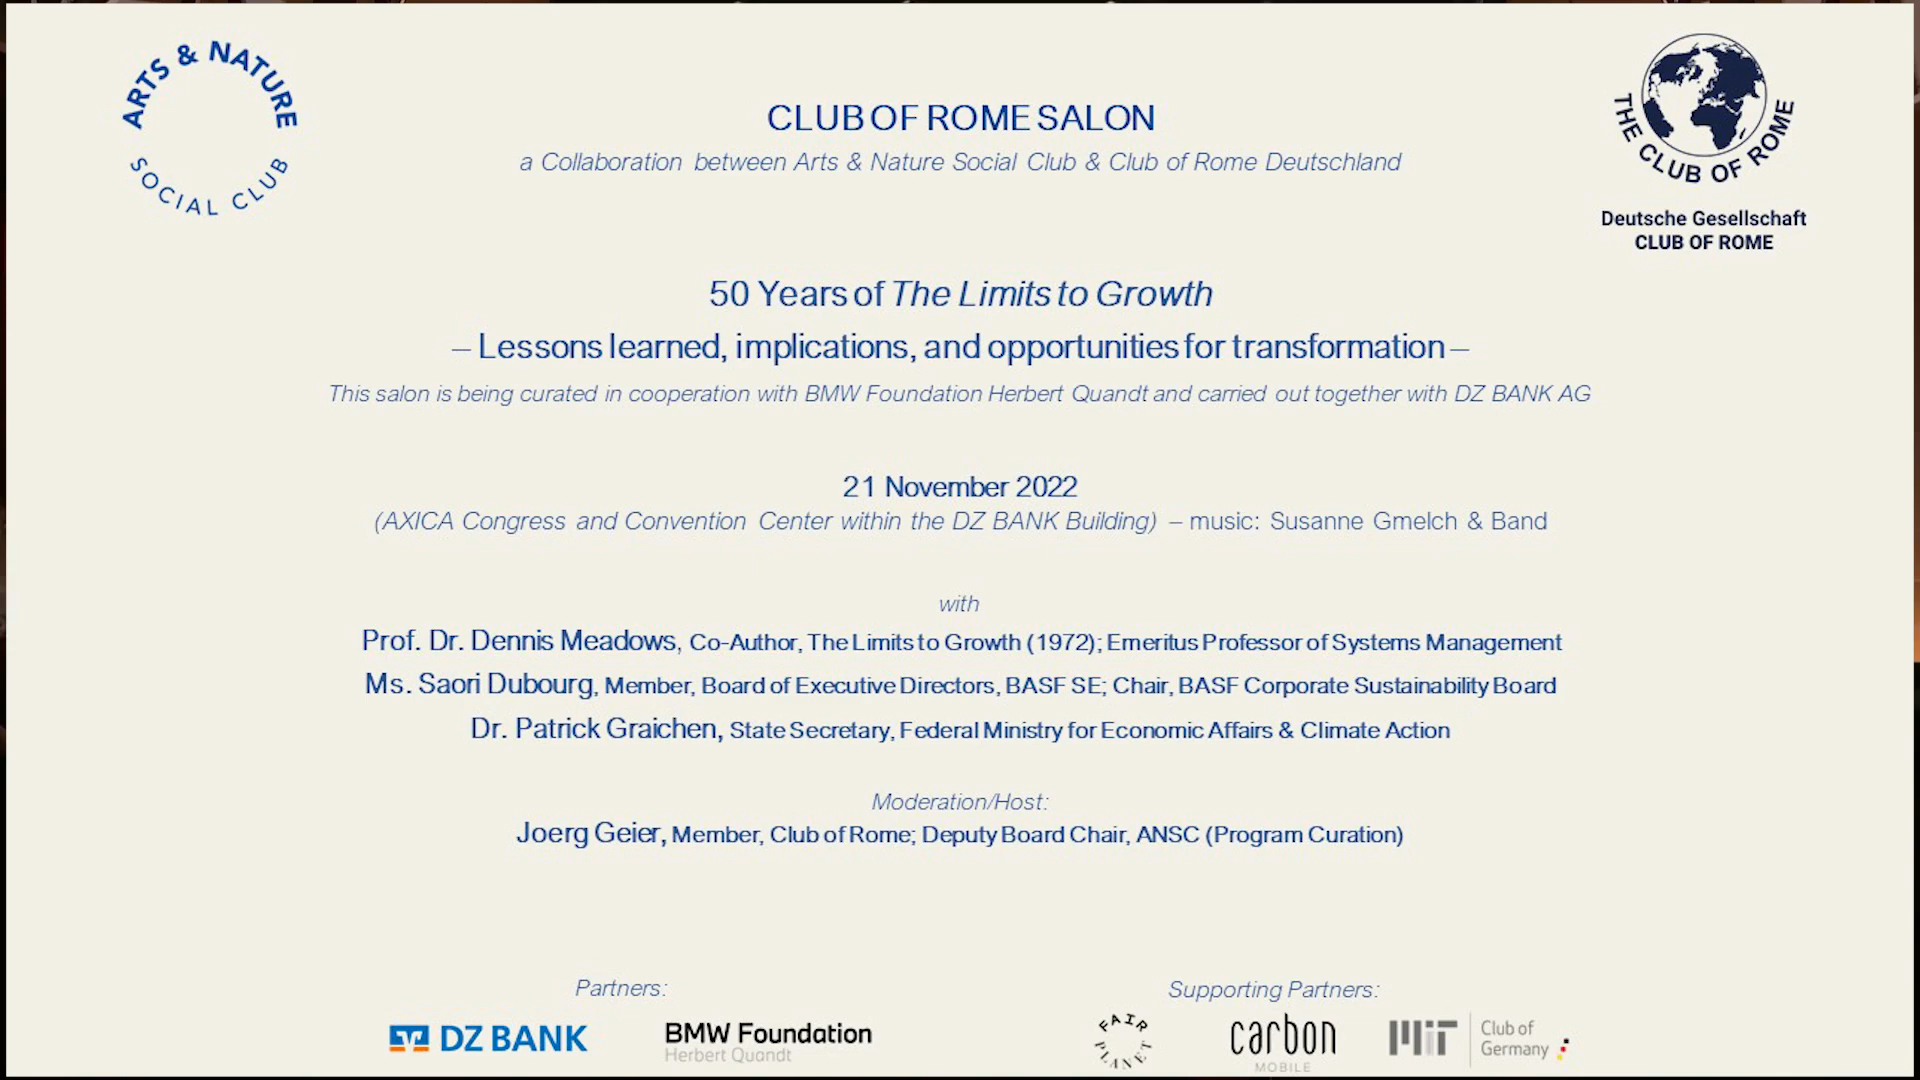 ARTS & NATURE
SOCIAL CLUB
THE CLUB OF ROME
Deutsche Gesellschaft
CLUB OF ROME
CLUB OF ROME SALON
a Collaboration between Arts & Nature Social Club & Club of Rome Deutschland
50 Years of The Limits to Growth
– Lessons learned, implications, and opportunities for transformation –
This salon is being curated in cooperation with BMW Foundation Herbert Quandt and carried out together with DZ BANK AG
21 November 2022
(AXICA Congress and Convention Center within the DZ BANK Building) – music: Susanne Gmelch & Band
with
Prof. Dr. Dennis Meadows, Co-Author, The Limits to Growth (1972); Emeritus Professor of Systems Management
Ms. Saori Dubourg, Member, Board of Executive Directors, BASF SE; Chair, BASF Corporate Sustainability Board
Dr. Patrick Graichen, State Secretary, Federal Ministry for Economic Affairs & Climate Action
Moderation/Host:
Joerg Geier, Member, Club of Rome; Deputy Board Chair, ANSC (Program Curation)
Partners:
DZ BANK
BMW Foundation
Herbert Quandt
Supporting Partners:
FAIR
PLANET
carbon
MOBILE
MIT
Club of
Germany